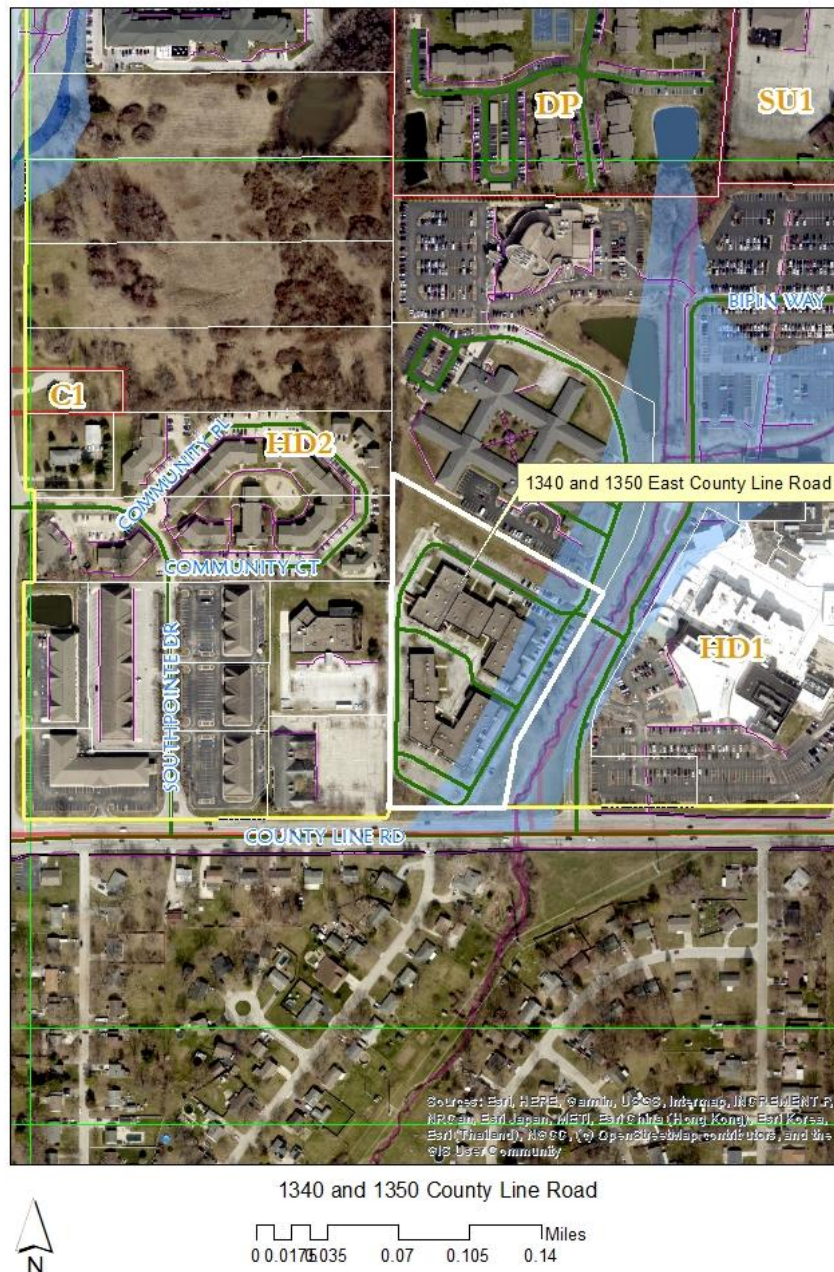 DP
SU1
BIPIN WAY
C1
HD2
COMMUNITY PL
1340 and 1350 East County Line Road
COMMUNITY CT
HD1
SOUTHPOINTE DR
COUNTY LINE RD
Sources: Esri, HERE, Garmin, USGS, Intermap, INCREMENT P,
NRCan, Esri Japan, METI, Esri China (Hong Kong), Esri Korea,
Esri (Thailand), NGCC, (c) OpenStreetMap contributors, and the
GIS User Community
1340 and 1350 County Line Road
Miles
0 0.0175 0.035 0.07 0.105 0.14
N